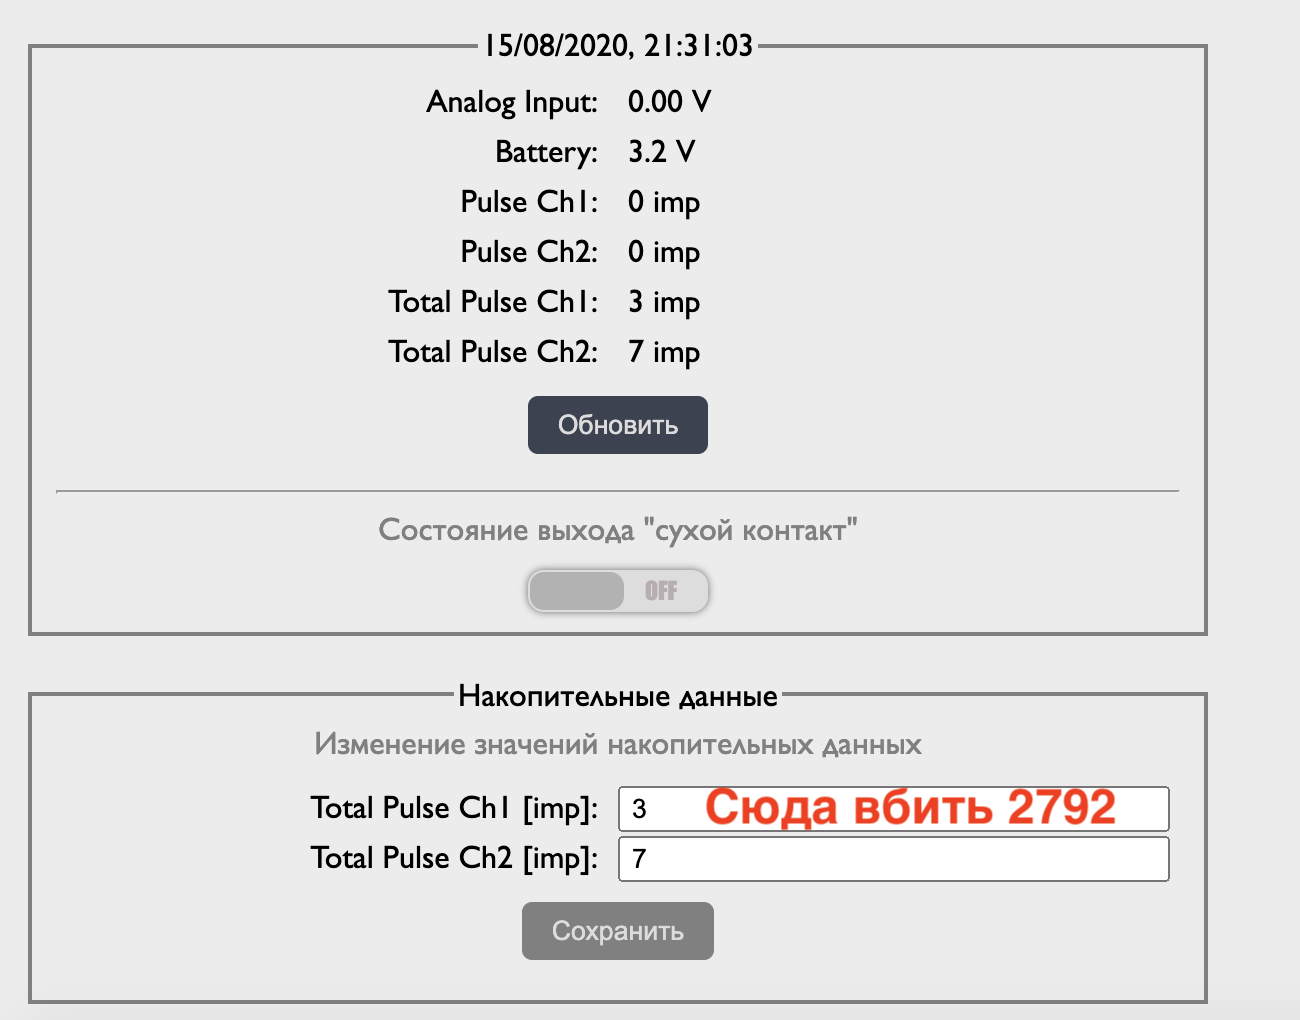 15/08/2020, 21:31:03
Analog Input: 0.00 V
Battery: 3.2 V
Pulse Ch1: 0 imp
Pulse Ch2: 0 imp
Total Pulse Ch1: 3 imp
Total Pulse Ch2: 7 imp
Обновить
Состояние выхода "сухой контакт"
OFF
Накопительные данные
Изменение значений накопительных данных
Total Pulse Ch1 [imp]: 3 Сюда вбить 2792
Total Pulse Ch2 [imp]: 7
Сохранить